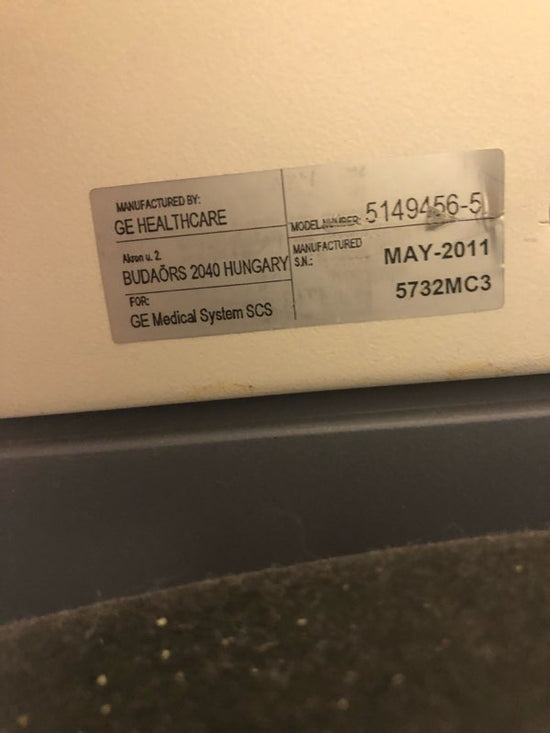 MANUFACTURED BY:
GE HEALTHCARE
Akron u. 2.
BUDAÖRS 2040 HUNGARY
FOR:
GE Medical System SCS
MODEL NUMBER: 5149456-5
MANUFACTURED MAY-2011
S.N.: 5732MC3